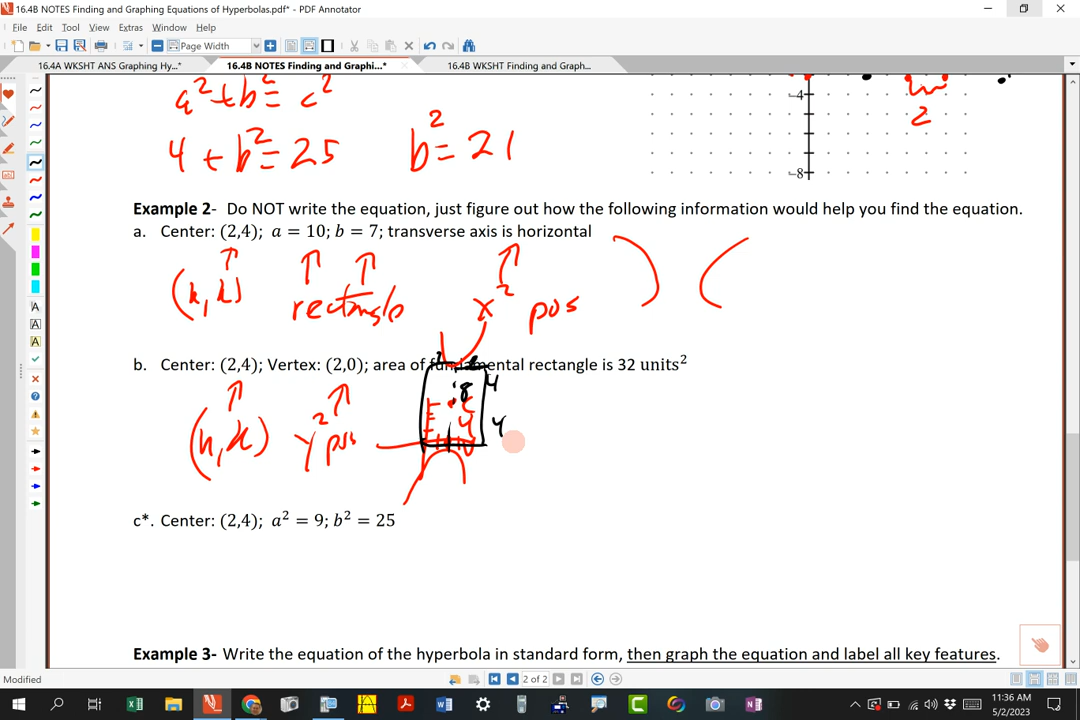 16.4B NOTES Finding and Graphing Equations of Hyperbolas.pdf* - PDF Annotator
File Edit Tool View Extras Window Help
Page Width
16.4A WKSHT ANS Graphing Hy...* 16.4B NOTES Finding and Graphi...* 16.4B WKSHT Finding and Graph...
a²+b²=c²
-4
2
4 + b²=25 b²=21
-8
Example 2- Do NOT write the equation, just figure out how the following information would help you find the equation.
a. Center: (2,4); a = 10; b = 7; transverse axis is horizontal
(h,k) rectangle x² pos
b. Center: (2,4); Vertex: (2,0); area of fundamental rectangle is 32 units²
8 4
(h,k) y² pos 4 4
c*. Center: (2,4); a² = 9; b² = 25
Example 3- Write the equation of the hyperbola in standard form, then graph the equation and label all key features.
Modified
2 of 2
11:36 AM
5/2/2023